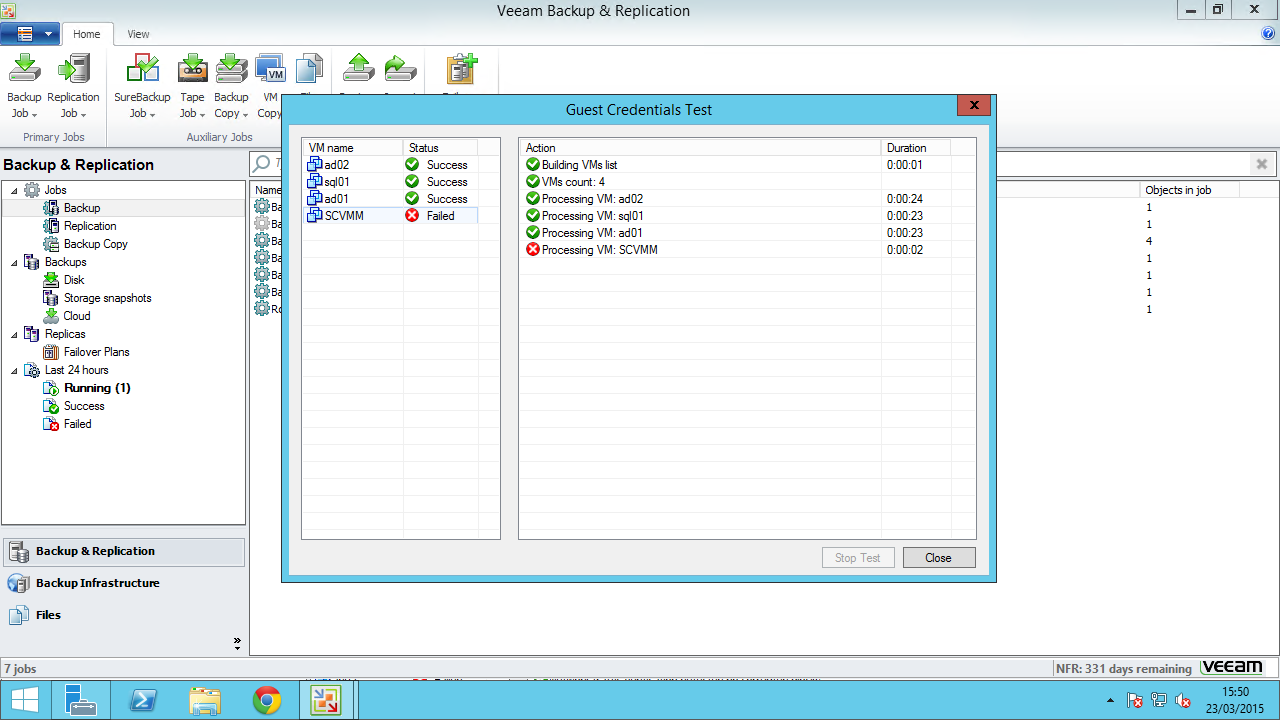 Veeam Backup & Replication
Home View
Backup Job
Replication Job
SureBackup Job
Tape Job
Backup Copy
VM Copy
Primary Jobs
Auxiliary Jobs
Guest Credentials Test
VM name Status
ad02 Success
sql01 Success
ad01 Success
SCVMM Failed
Action Duration
Building VMs list 0:00:01
VMs count: 4
Processing VM: ad02 0:00:24
Processing VM: sql01 0:00:23
Processing VM: ad01 0:00:23
Processing VM: SCVMM 0:00:02
Stop Test
Close
Backup & Replication
Jobs
Backup
Replication
Backup Copy
Backups
Disk
Storage snapshots
Cloud
Replicas
Failover Plans
Last 24 hours
Running (1)
Success
Failed
Name Objects in job
Ba 1
Ba 1
Ba 4
Ba 1
Ba 1
Ba 1
Ro 1
Backup & Replication
Backup Infrastructure
Files
7 jobs
NFR: 331 days remaining
veeam
15:50
23/03/2015